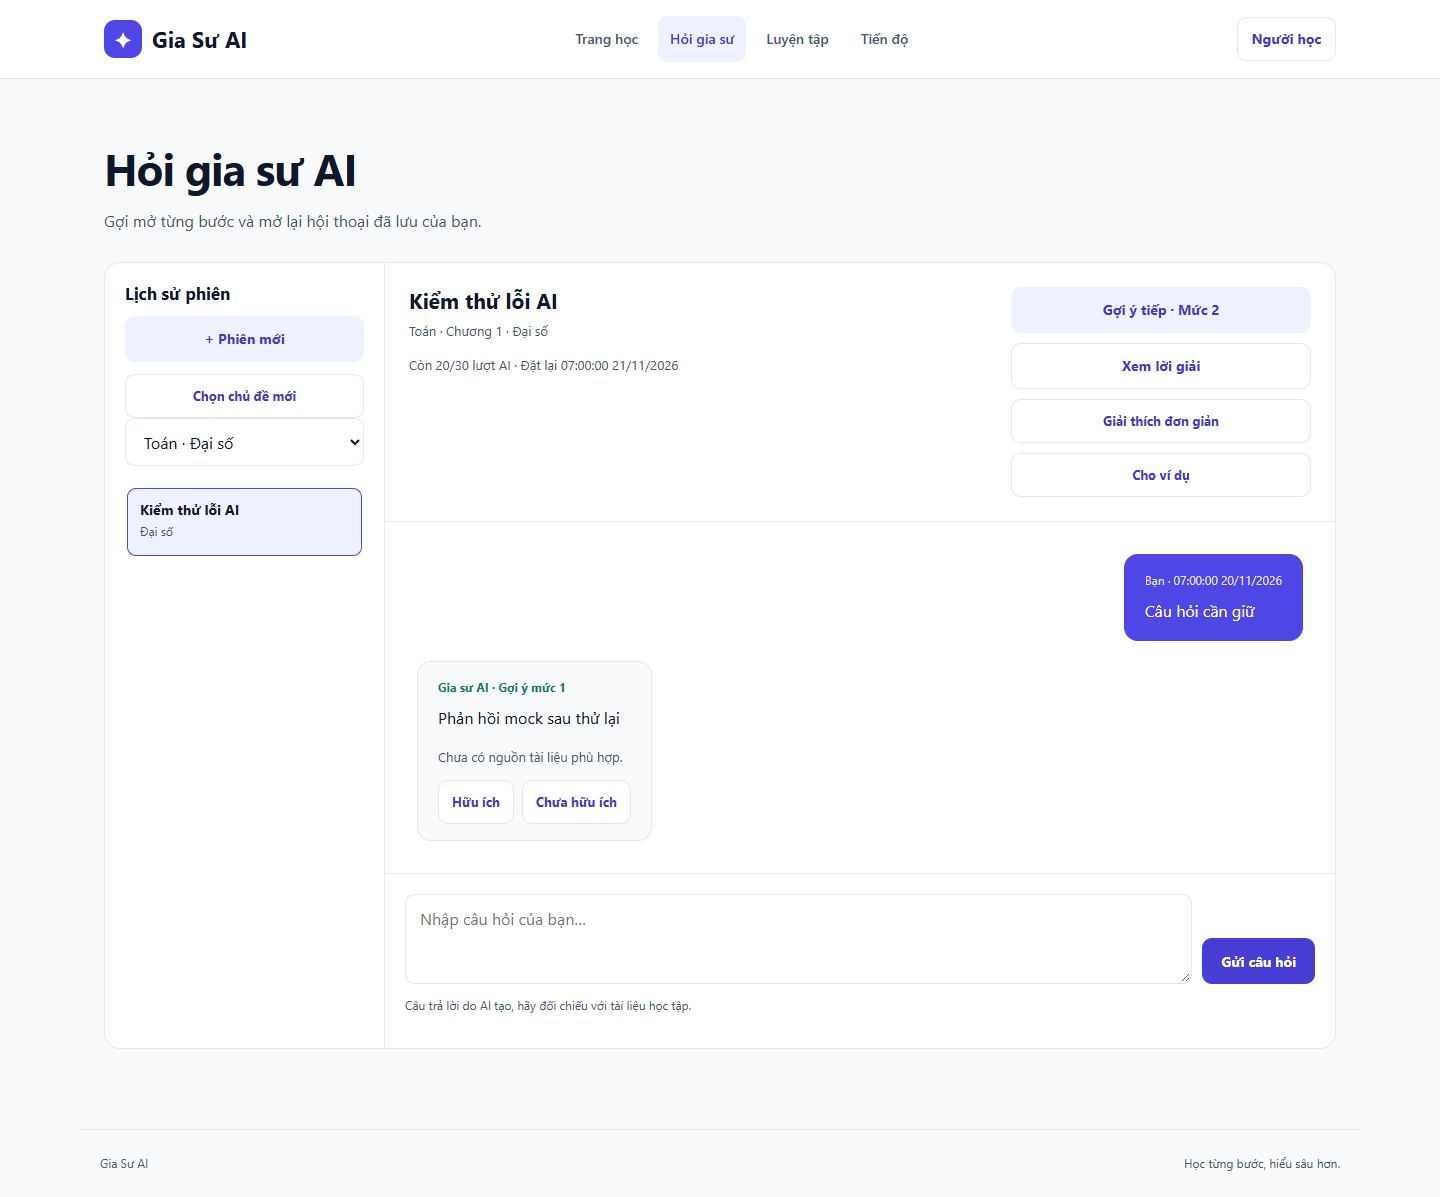 Gia Sư AI
Trang học
Hỏi gia sư
Luyện tập
Tiến độ
Người học
Hỏi gia sư AI
Gợi mở từng bước và mở lại hội thoại đã lưu của bạn.
Lịch sử phiên
+ Phiên mới
Chọn chủ đề mới
Toán · Đại số
Kiểm thử lỗi AI
Đại số
Kiểm thử lỗi AI
Toán · Chương 1 · Đại số
Còn 20/30 lượt AI · Đặt lại 07:00:00 21/11/2026
Gợi ý tiếp · Mức 2
Xem lời giải
Giải thích đơn giản
Cho ví dụ
Bạn · 07:00:00 20/11/2026
Câu hỏi cần giữ
Gia sư AI · Gợi ý mức 1
Phản hồi mock sau thử lại
Chưa có nguồn tài liệu phù hợp.
Hữu ích
Chưa hữu ích
Nhập câu hỏi của bạn...
Gửi câu hỏi
Câu trả lời do AI tạo, hãy đối chiếu với tài liệu học tập.
Gia Sư AI
Học từng bước, hiểu sâu hơn.